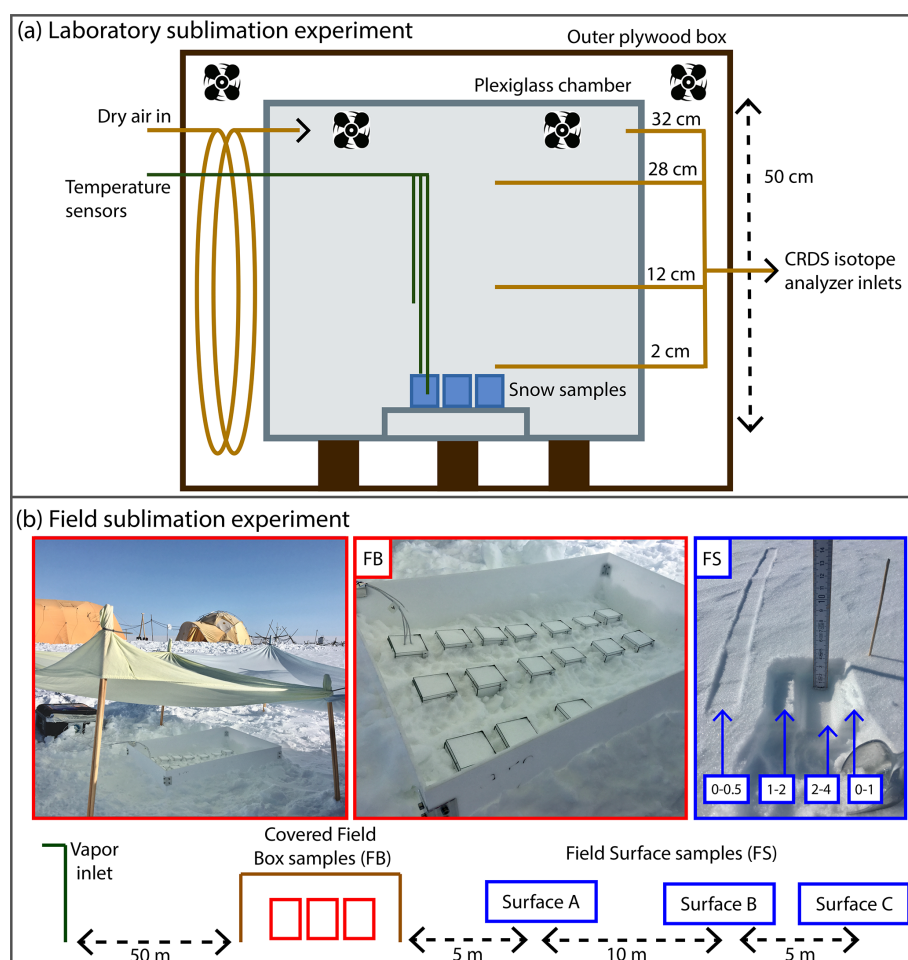 (a) Laboratory sublimation experiment
Outer plywood box
Plexiglass chamber
Dry air in
32 cm
Temperature
sensors
28 cm
50 cm
12 cm
CRDS isotope
analyzer inlets
2 cm
Snow samples
(b) Field sublimation experiment
FB
FS
0-0.5
1-2
2-4
0-1
Vapor
inlet
Covered Field
Box samples (FB)
Field Surface samples (FS)
Surface A
Surface B
Surface C
50 m
5 m
10 m
5 m